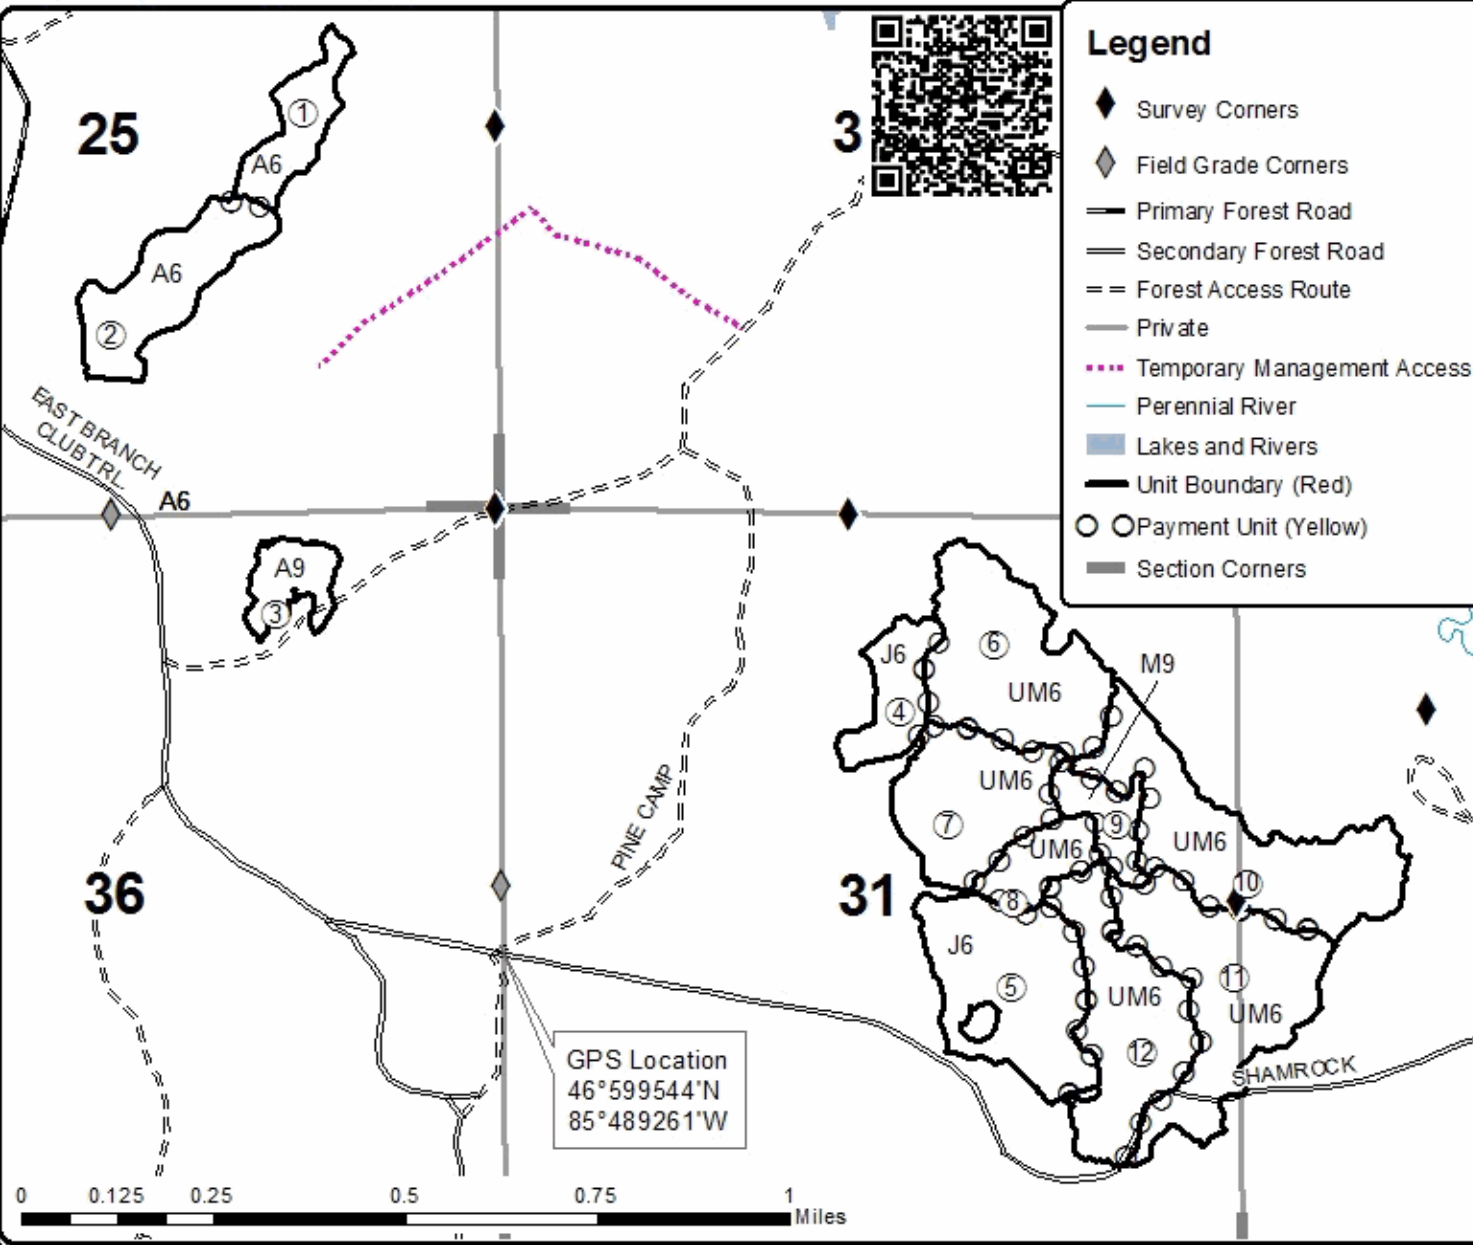 25
1
A6
A6
2
3
Legend
Survey Corners
Field Grade Corners
Primary Forest Road
Secondary Forest Road
Forest Access Route
Private
Temporary Management Access
Perennial River
Lakes and Rivers
Unit Boundary (Red)
Payment Unit (Yellow)
Section Corners
EAST BRANCH
CLUB TRL
A6
A9
3
J6
6
M9
UM6
4
UM6
7
9
UM6
UM6
PINE CAMP
36
31
8
10
J6
5
11
UM6
UM6
12
SHAMROCK
GPS Location
46°599544'N
85°489261'W
0 0.125 0.25 0.5 0.75 1
Miles